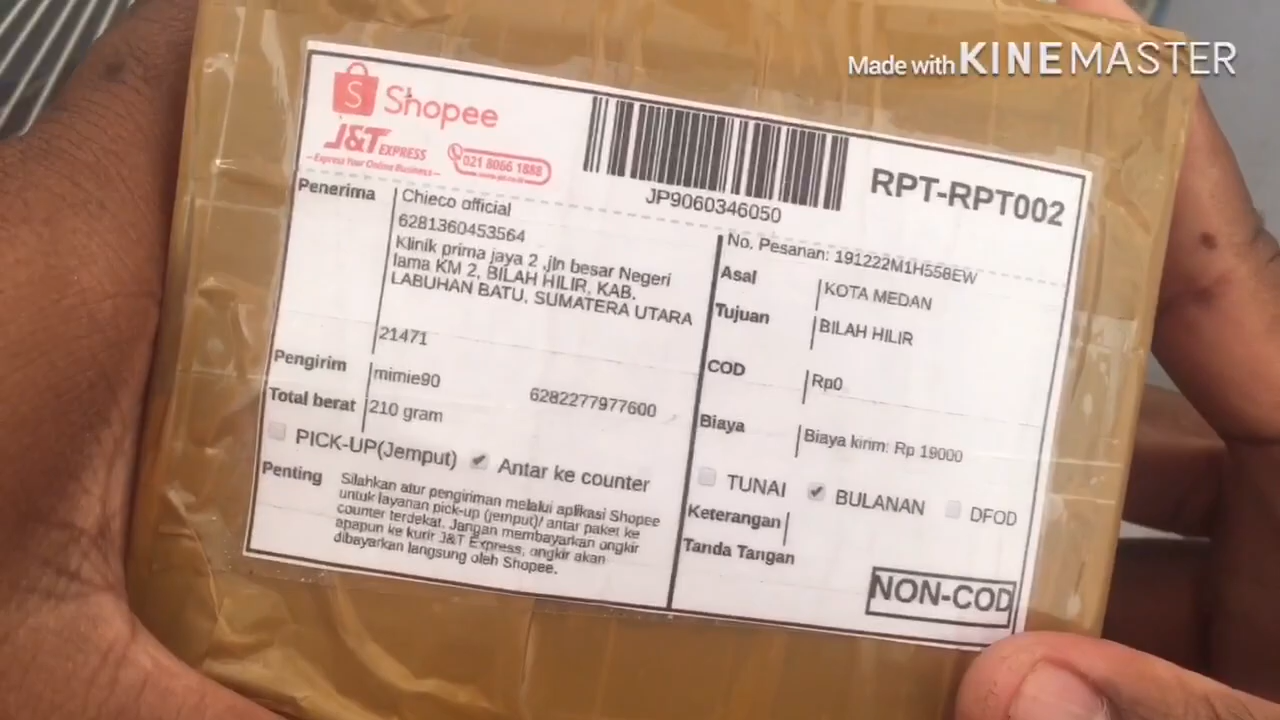 Made with KINEMASTER
Shopee
J&T EXPRESS
-Express Your Online Business-
021 8066 1888
JP9060346050
RPT-RPT002
Penerima
Chieco official
6281360453564
Klinik prima jaya 2 ,jln besar Negeri
lama KM 2, BILAH HILIR, KAB.
LABUHAN BATU, SUMATERA UTARA
21471
Pengirim mimie90 6282277977600
Total berat 210 gram
PICK-UP(Jemput) Antar ke counter
Penting
Silahkan atur pengiriman melalui aplikasi Shopee
untuk layanan pick-up (jemput)/ antar paket ke
counter terdekat. Jangan membayarkan ongkir
apapun ke kurir J&T Express, ongkir akan
dibayarkan langsung oleh Shopee.
No. Pesanan: 191222M1H558EW
Asal KOTA MEDAN
Tujuan BILAH HILIR
COD Rp0
Biaya Biaya kirim: Rp 19000
TUNAI BULANAN DFOD
Keterangan
Tanda Tangan
NON-COD